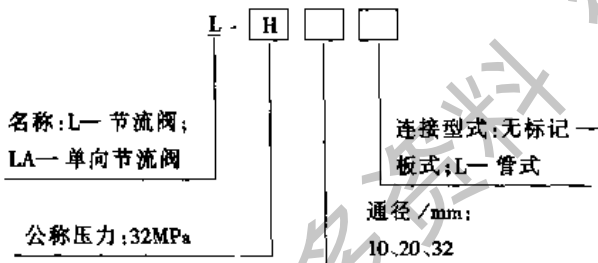 L - H
名称:L— 节流阀;
LA— 单向节流阀
连接型式:无标记 —
板式;L— 管式
通径/mm:
10、20、32
公称压力:32MPa